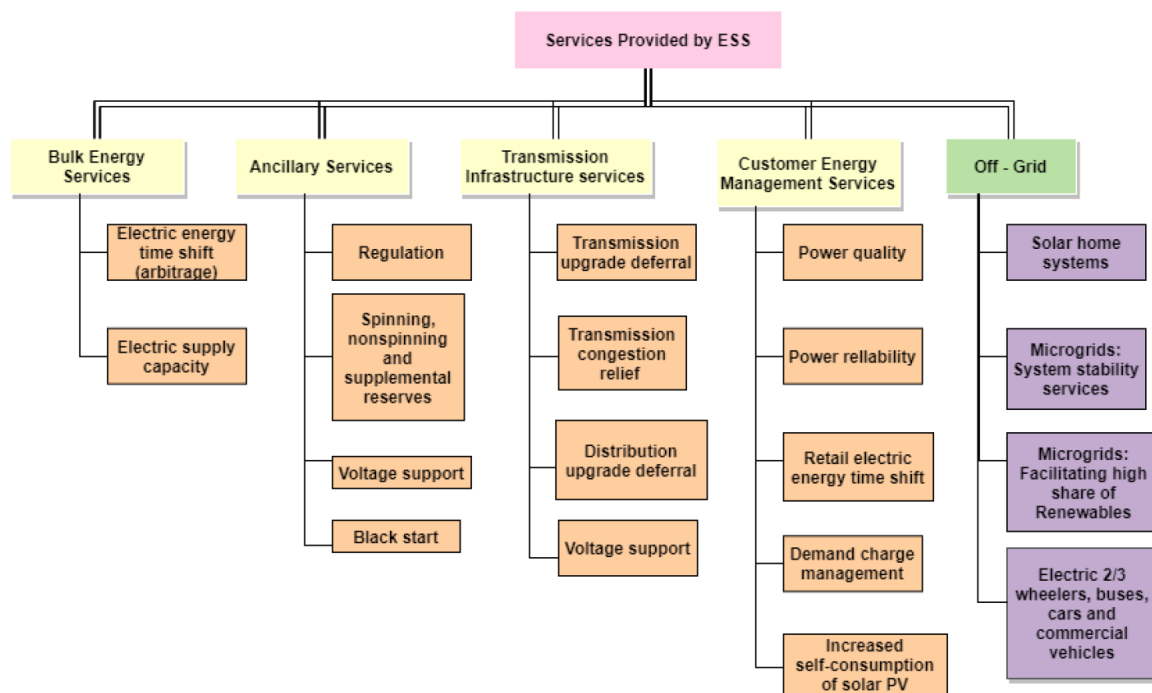 Services Provided by ESS
Bulk Energy
Services
Ancillary Services
Transmission
Infrastructure services
Customer Energy
Management Services
Off - Grid
Electric energy
time shift
(arbitrage)
Electric supply
capacity
Regulation
Spinning,
nonspinning
and
supplemental
reserves
Voltage support
Black start
Transmission
upgrade deferral
Transmission
congestion
relief
Distribution
upgrade deferral
Voltage support
Power quality
Power rellability
Retail electric
energy time shift
Demand charge
management
Increased
self-consumption
of solar PV
Solar home
systems
Microgrids:
System stability
services
Microgrids:
Facilitating high
share of
Renewables
Electric 2/3
wheelers, buses,
cars and
commercial
vehicles